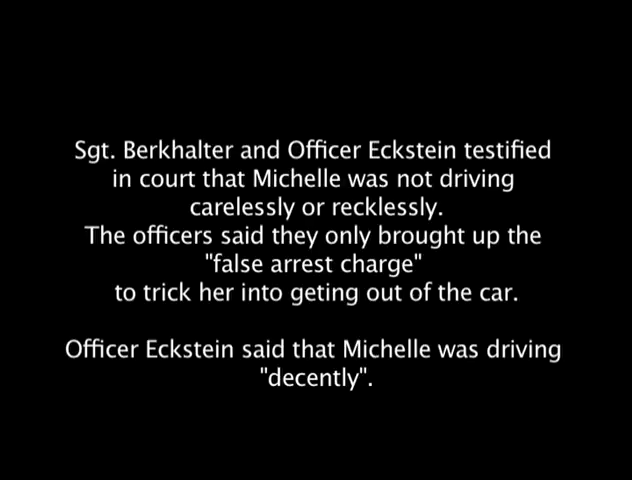 Sgt. Berkhalter and Officer Eckstein testified
in court that Michelle was not driving
carelessly or recklessly.
The officers said they only brought up the
"false arrest charge"
to trick her into geting out of the car.
Officer Eckstein said that Michelle was driving
"decently".